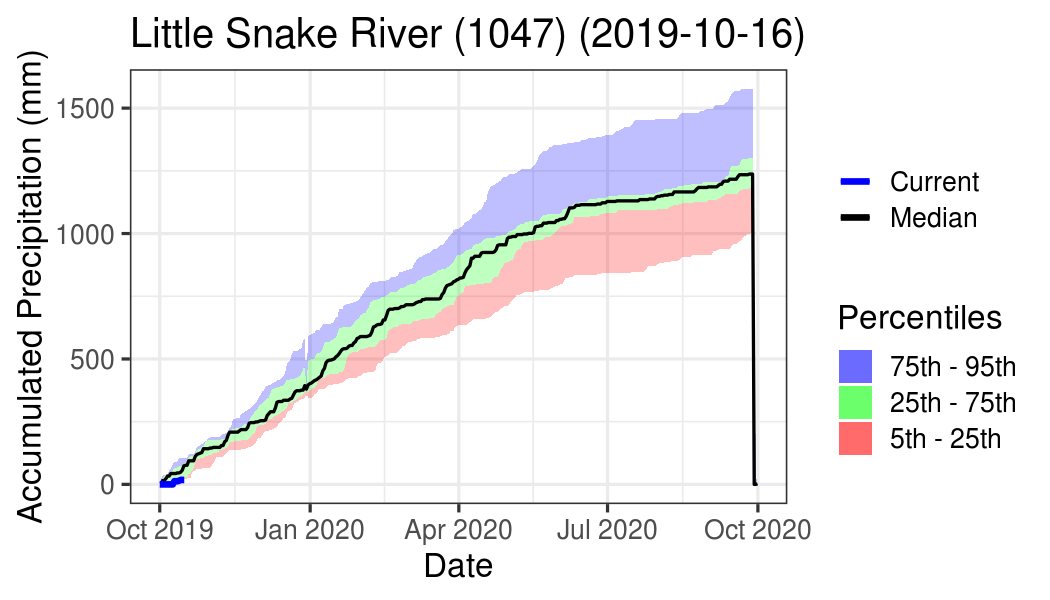 Little Snake River (1047) (2019-10-16)
Accumulated Precipitation (mm)
1500
1000
500
0
Oct 2019
Jan 2020
Apr 2020
Jul 2020
Oct 2020
Date
Current
Median
Percentiles
75th - 95th
25th - 75th
5th - 25th